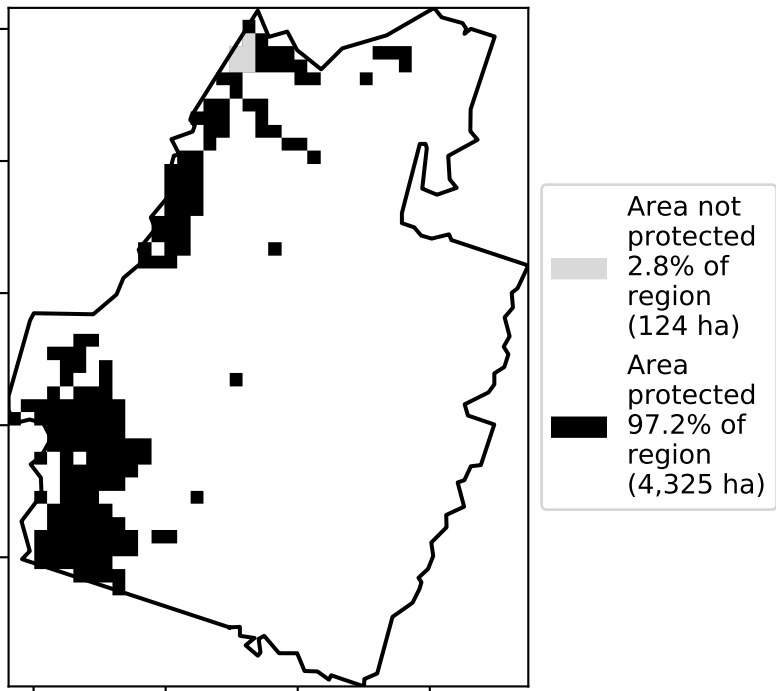 Area not
protected
2.8% of
region
(124 ha)
Area
protected
97.2% of
region
(4,325 ha)